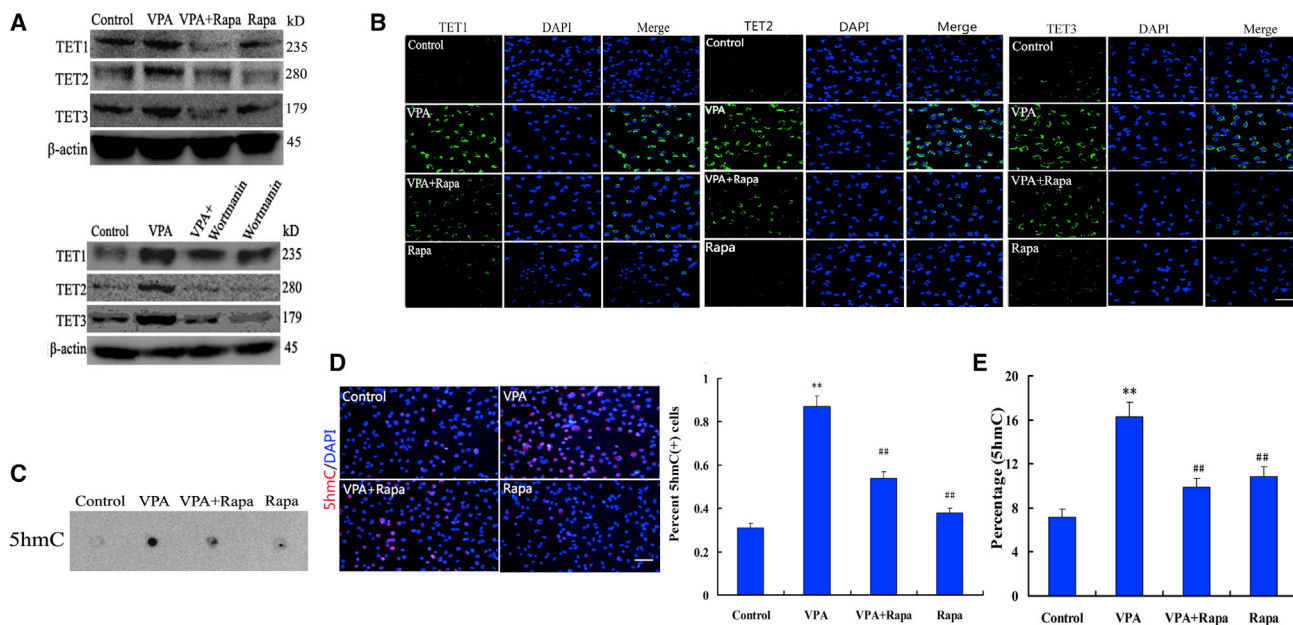 A
Control VPA VPA+Rapa Rapa kD
TET1 235
TET2 280
TET3 179
β-actin 45
Control VPA VPA+ Wortmanin Wortmanin kD
TET1 235
TET2 280
TET3 179
β-actin 45
B
TET1 DAPI Merge TET2 DAPI Merge TET3 DAPI Merge
Control Control Control
VPA VPA VPA
VPA+Rapa VPA+Rapa VPA+Rapa
Rapa Rapa Rapa
C
Control VPA VPA+Rapa Rapa
5hmC
D
5hmC/DAPI
Control VPA
VPA+Rapa Rapa
Percent 5hmC(+) cells
1
0.8
0.6
0.4
0.2
0
**
##
##
Control VPA VPA+Rapa Rapa
E
Percentage (5hmC)
20
16
12
8
4
0
**
##
##
Control VPA VPA+Rapa Rapa